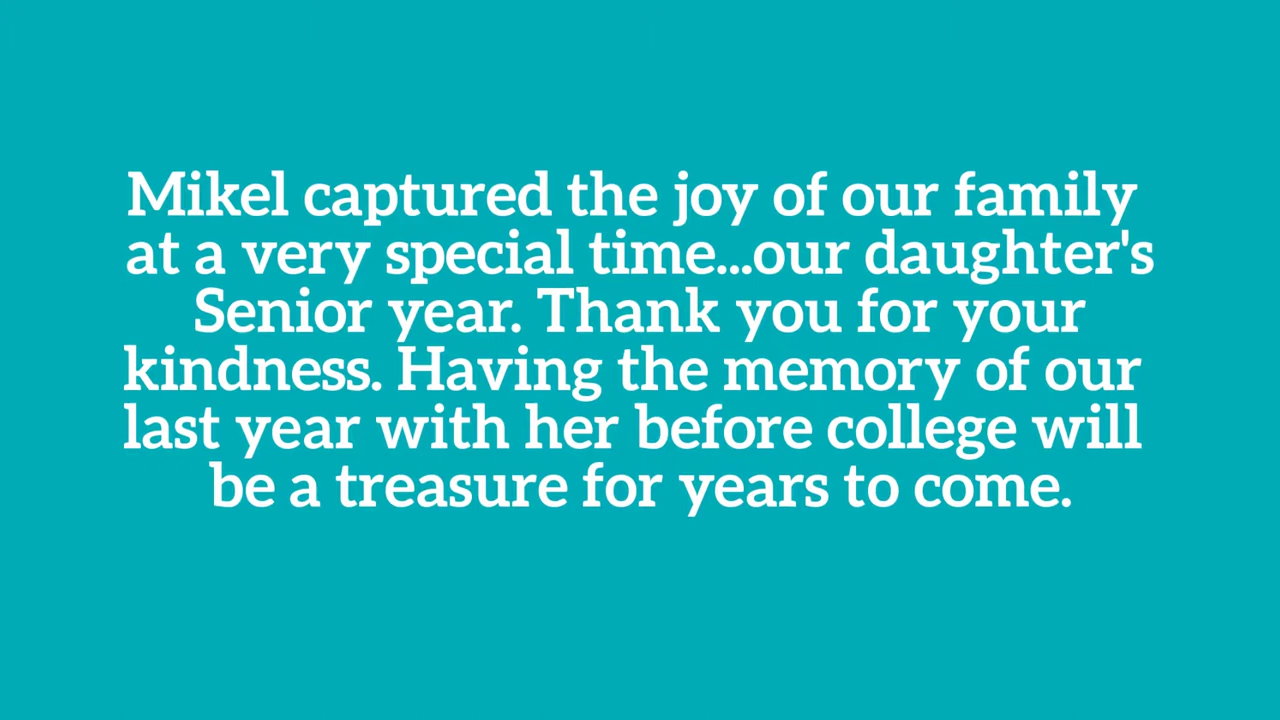 Mikel captured the joy of our family
at a very special time...our daughter's
Senior year. Thank you for your
kindness. Having the memory of our
last year with her before college will
be a treasure for years to come.